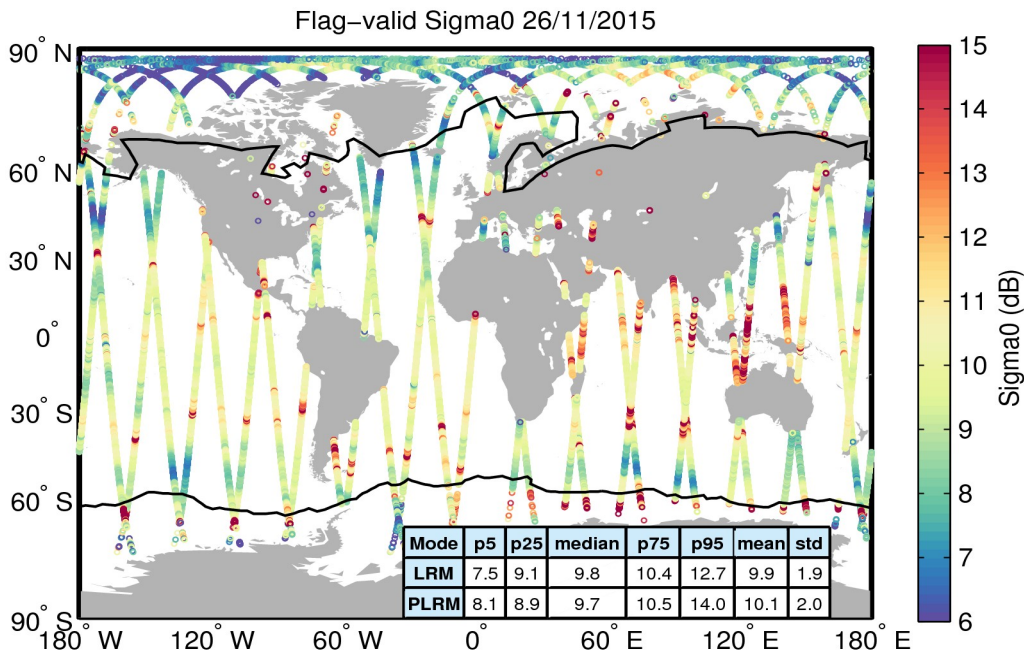 Flag−valid Sigma0 26/11/2015
90° N
60° N
30° N
0°
30° S
60° S
90° S
180° W
120° W
60° W
0°
60° E
120° E
180° E
15
14
13
12
11
10
9
8
7
6
Sigma0 (dB)
Mode p5 p25 median p75 p95 mean std
LRM 7.5 9.1 9.8 10.4 12.7 9.9 1.9
PLRM 8.1 8.9 9.7 10.5 14.0 10.1 2.0